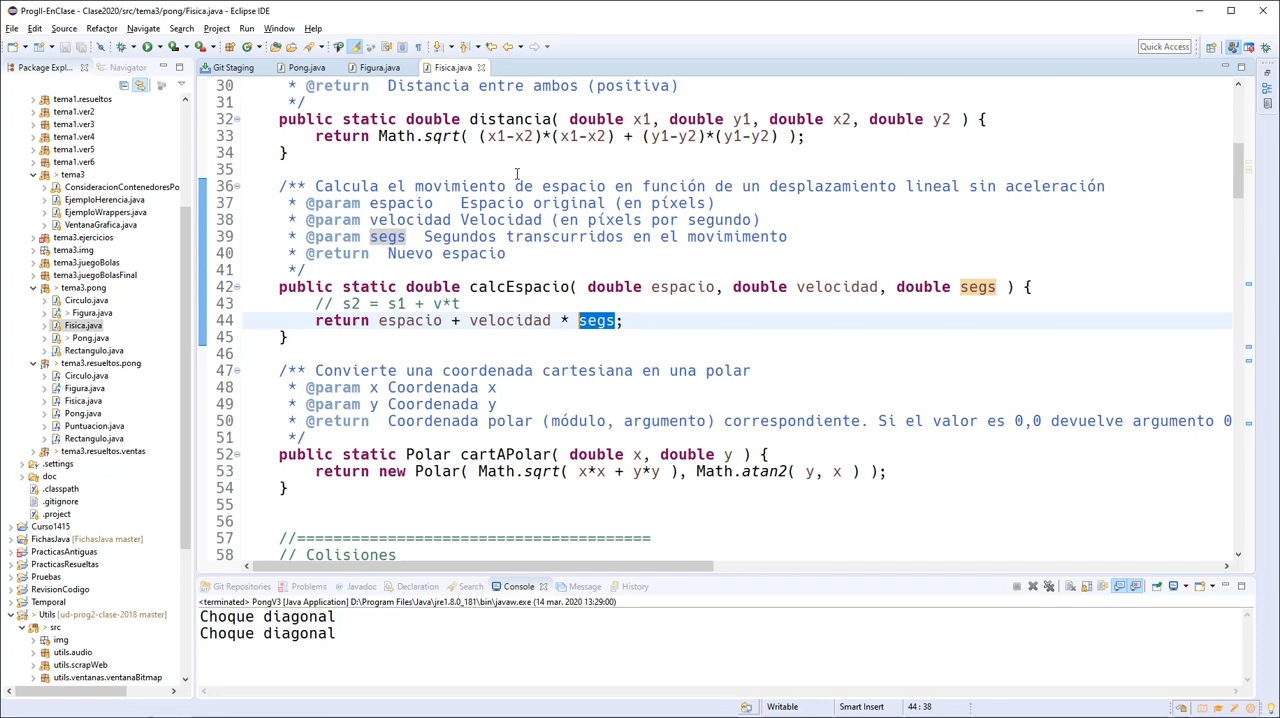 ProgII-EnClase - Clase2020/src/tema3/pong/Fisica.java - Eclipse IDE
File Edit Source Refactor Navigate Search Project Run Window Help
Quick Access
Package Expl... Navigator
Git Staging Pong.java Figura.java Fisica.java
tema1.resueltos
tema1.ver2
tema1.ver3
tema1.ver4
tema1.ver5
tema1.ver6
tema3
ConsideracionContenedoresPo
EjemploHerencia.java
EjemploWrappers.java
VentanaGrafica.java
tema3.ejercicios
tema3.img
tema3.juegoBolas
tema3.juegoBolasFinal
> tema3.pong
Circulo.java
> Figura.java
Fisica.java
> Pong.java
Rectangulo.java
> tema3.resueltos.pong
Circulo.java
Figura.java
Fisica.java
Pong.java
Puntuacion.java
Rectangulo.java
> tema3.resueltos.ventas
.settings
doc
.classpath
.gitignore
.project
Curso1415
FichasJava [FichasJava master]
PracticasAntiguas
PracticasResueltas
Pruebas
RevisionCodigo
Temporal
Utils [ud-prog2-clase-2018 master]
src
img
utils.audio
utils.scrapWeb
utils.ventanas.ventanaBitmap
30 * @return Distancia entre ambos (positiva)
31 */
32 public static double distancia( double x1, double y1, double x2, double y2 ) {
33 return Math.sqrt( (x1-x2)*(x1-x2) + (y1-y2)*(y1-y2) );
34 }
35
36 /** Calcula el movimiento de espacio en función de un desplazamiento lineal sin aceleración
37 * @param espacio Espacio original (en píxels)
38 * @param velocidad Velocidad (en píxels por segundo)
39 * @param segs Segundos transcurridos en el movimimento
40 * @return Nuevo espacio
41 */
42 public static double calcEspacio( double espacio, double velocidad, double segs ) {
43 // s2 = s1 + v*t
44 return espacio + velocidad * segs;
45 }
46
47 /** Convierte una coordenada cartesiana en una polar
48 * @param x Coordenada x
49 * @param y Coordenada y
50 * @return Coordenada polar (módulo, argumento) correspondiente. Si el valor es 0,0 devuelve argumento 0
51 */
52 public static Polar cartAPolar( double x, double y ) {
53 return new Polar( Math.sqrt( x*x + y*y ), Math.atan2( y, x ) );
54 }
55
56
57 //=====================================
58 // Colisiones
Git Repositories Problems Javadoc Declaration Search Console Message History
<terminated> PongV3 [Java Application] D:\Program Files\Java\jre1.8.0_181\bin\javaw.exe (14 mar. 2020 13:29:00)
Choque diagonal
Choque diagonal
Writable Smart Insert 44 : 38